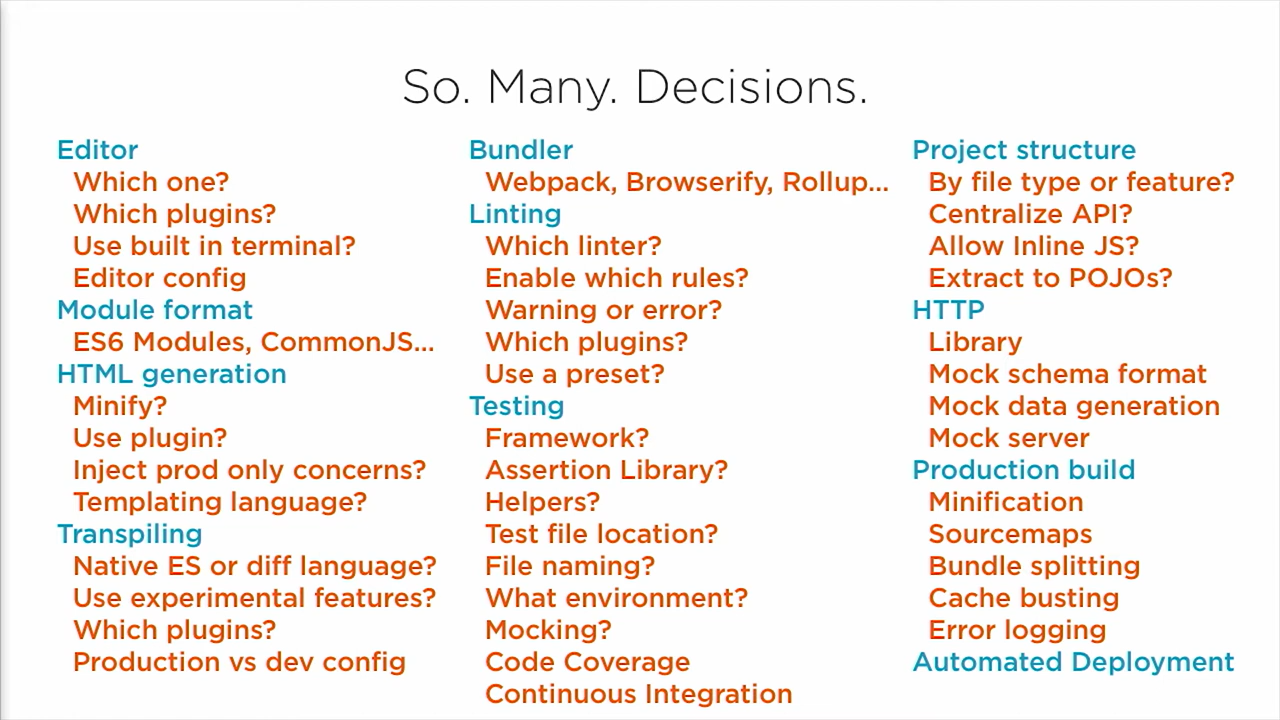 So. Many. Decisions.
Editor
Which one?
Which plugins?
Use built in terminal?
Editor config
Module format
ES6 Modules, CommonJS...
HTML generation
Minify?
Use plugin?
Inject prod only concerns?
Templating language?
Transpiling
Native ES or diff language?
Use experimental features?
Which plugins?
Production vs dev config
Bundler
Webpack, Browserify, Rollup...
Linting
Which linter?
Enable which rules?
Warning or error?
Which plugins?
Use a preset?
Testing
Framework?
Assertion Library?
Helpers?
Test file location?
File naming?
What environment?
Mocking?
Code Coverage
Continuous Integration
Project structure
By file type or feature?
Centralize API?
Allow Inline JS?
Extract to POJOs?
HTTP
Library
Mock schema format
Mock data generation
Mock server
Production build
Minification
Sourcemaps
Bundle splitting
Cache busting
Error logging
Automated Deployment